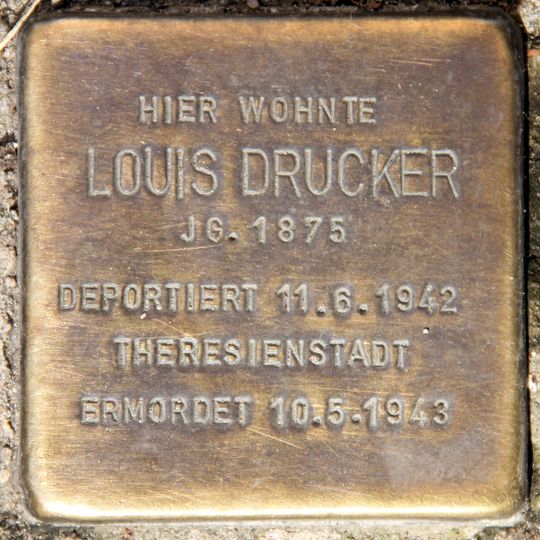 HIER WOHNTE
LOUIS DRUCKER
JG. 1875
DEPORTIERT 11.6.1942
THERESIENSTADT
ERMORDET 10.5.1943